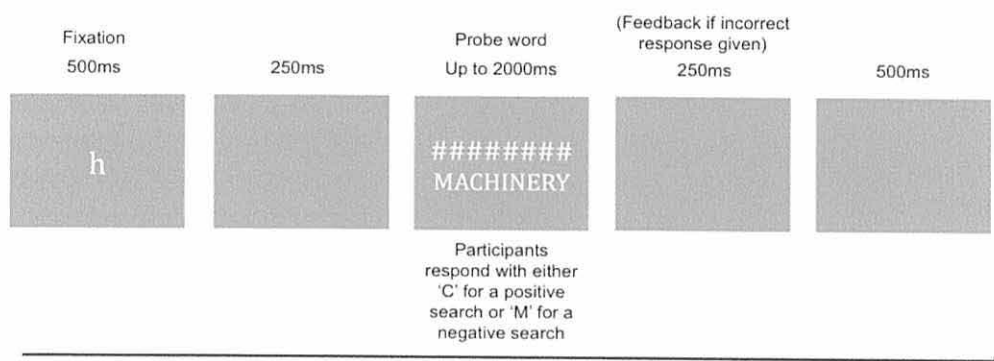 Fixation
500ms
250ms
Probe word
Up to 2000ms
(Feedback if incorrect
response given)
250ms
500ms
h
########
MACHINERY
Participants
respond with either
'C' for a positive
search or 'M' for a
negative search